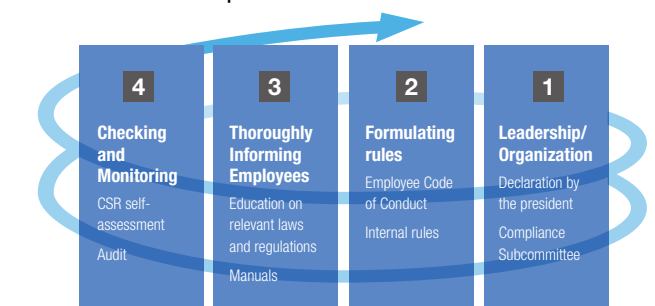 4
Checking
and
Monitoring
CSR self-
assessment
Audit
3
Thoroughly
Informing
Employees
Education on
relevant laws
and regulations
Manuals
2
Formulating
rules
Employee Code
of Conduct
Internal rules
1
Leadership/
Organization
Declaration by
the president
Compliance
Subcommittee